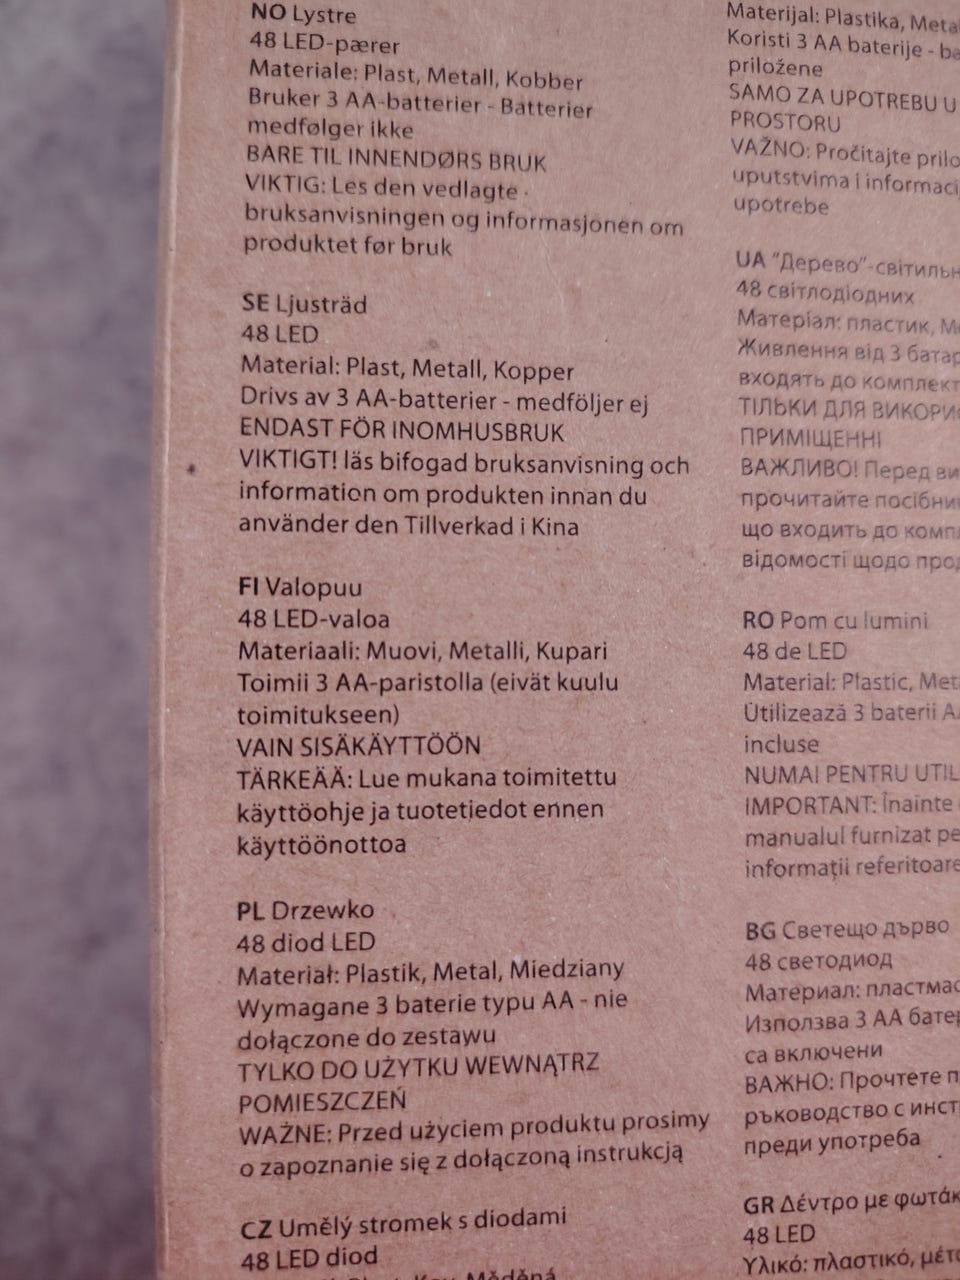 NO Lystre
48 LED-pærer
Materiale: Plast, Metall, Kobber
Bruker 3 AA-batterier - Batterier
medfølger ikke
BARE TIL INNENDØRS BRUK
VIKTIG: Les den vedlagte
bruksanvisningen og informasjonen om
produktet før bruk
SE Ljusträd
48 LED
Material: Plast, Metall, Kopper
Drivs av 3 AA-batterier - medföljer ej
ENDAST FÖR INOMHUSBRUK
VIKTIGT! läs bifogad bruksanvisning och
information om produkten innan du
använder den Tillverkad i Kina
FI Valopuu
48 LED-valoa
Materiaali: Muovi, Metalli, Kupari
Toimii 3 AA-paristolla (eivät kuulu
toimitukseen)
VAIN SISÄKÄYTTÖÖN
TÄRKEÄÄ: Lue mukana toimitettu
käyttöohje ja tuotetiedot ennen
käyttöönottoa
PL Drzewko
48 diod LED
Materiał: Plastik, Metal, Miedziany
Wymagane 3 baterie typu AA - nie
dołączone do zestawu
TYLKO DO UŻYTKU WEWNĄTRZ
POMIESZCZEŃ
WAŻNE: Przed użyciem produktu prosimy
o zapoznanie się z dołączoną instrukcją
CZ Umělý stromek s diodami
48 LED diod
Měděná
Materijal: Plastika,
Koristi 3 AA baterije -
priložene
SAMO ZA UPOTREBU U
PROSTORU
VAŽNO: Pročitajte
uputstvima i
upotrebe
UA "Дерево"-
48 світлодіодних
Матеріал: пластик,
Живлення від 3
входять до
ТІЛЬКИ ДЛЯ
ПРИМІЩЕННІ
ВАЖЛИВО! Перед
прочитайте
що входить до
відомості щодо
RO Pom cu lumini
48 de LED
Material: Plastic,
Utilizează 3 baterii
incluse
NUMAI PENTRU
IMPORTANT: Înainte
manualul furnizat
informații referitoare
BG Светещо дърво
48 светодиод
Материал:
Използва 3 AA
са включени
ВАЖНО: Прочтете
ръководство с
преди употреба
GR Δέντρο με
48 LED
Υλικό: πλαστικό,